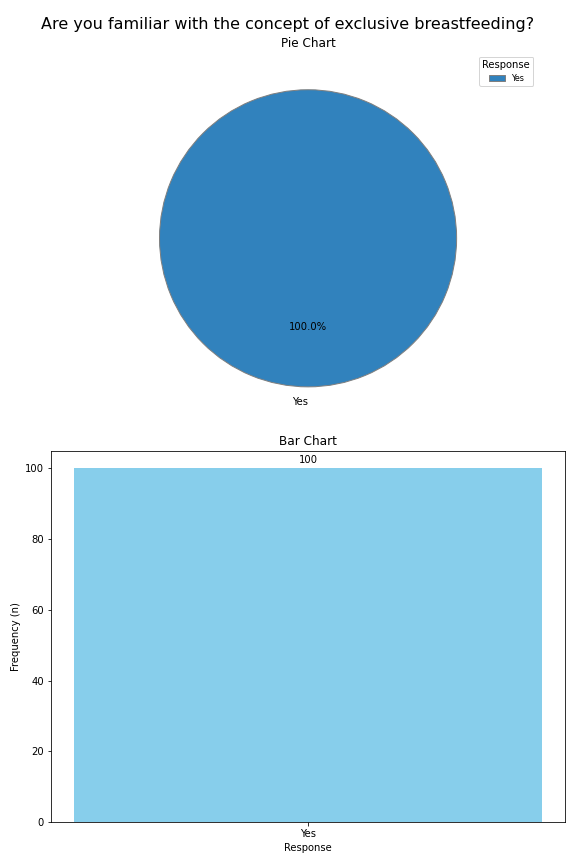 Are you familiar with the concept of exclusive breastfeeding?
Pie Chart
Response
Yes
100.0%
Yes
Bar Chart
100
100
80
60
40
20
0
Frequency (n)
Yes
Response